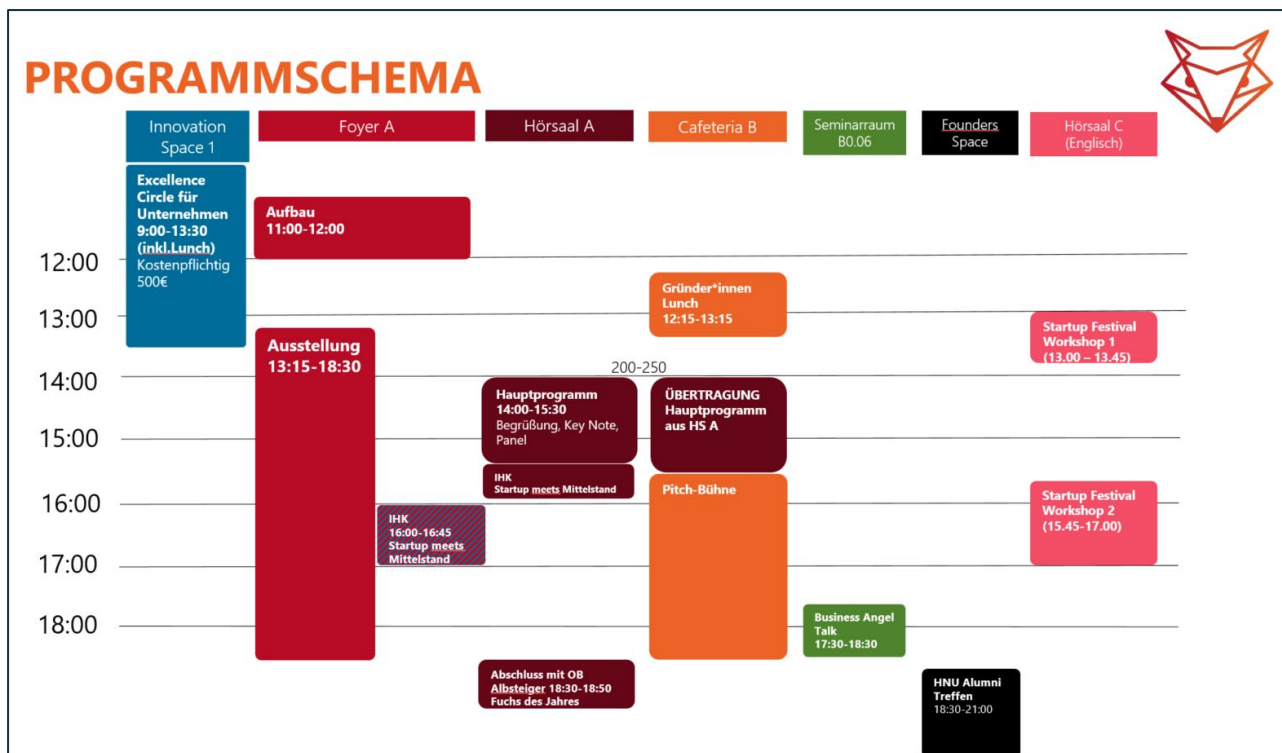 PROGRAMMSCHEMA
Innovation
Space 1
Foyer A
Hörsaal A
Cafeteria B
Seminarraum
B0.06
Founders
Space
Hörsaal C
(Englisch)
Excellence
Circle für
Unternehmen
9:00-13:30
(inkl.Lunch)
Kostenpflichtig
500€
Aufbau
11:00-12:00
12:00
Gründer*innen
Lunch
12:15-13:15
13:00
Startup Festival
Workshop 1
(13.00 – 13.45)
Ausstellung
13:15-18:30
200-250
14:00
Hauptprogramm
14:00-15:30
Begrüßung, Key Note,
Panel
ÜBERTRAGUNG
Hauptprogramm
aus HS A
15:00
IHK
Startup meets Mittelstand
Pitch-Bühne
Startup Festival
Workshop 2
(15.45-17.00)
16:00
IHK
16:00-16:45
Startup meets
Mittelstand
17:00
Business Angel
Talk
17:30-18:30
18:00
Abschluss mit OB
Albsteiger 18:30-18:50
Fuchs des Jahres
HNU Alumni
Treffen
18:30-21:00